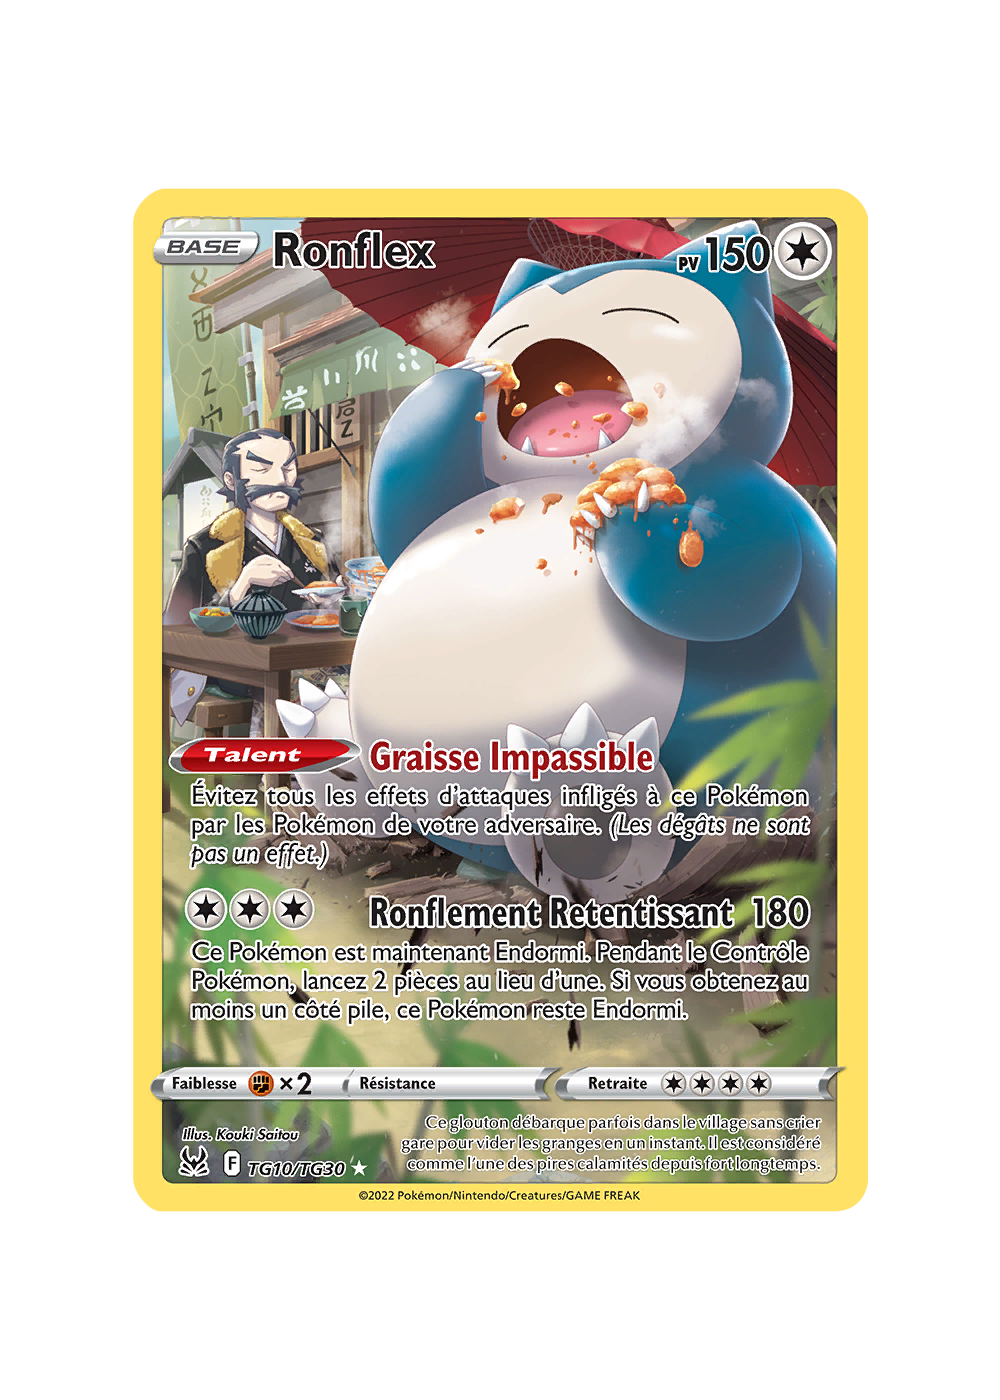 BASE Ronflex PV 150
Talent Graisse Impassible
Évitez tous les effets d'attaques infligés à ce Pokémon
par les Pokémon de votre adversaire. (Les dégâts ne sont
pas un effet.)
Ronflement Retentissant 180
Ce Pokémon est maintenant Endormi. Pendant le Contrôle
Pokémon, lancez 2 pièces au lieu d'une. Si vous obtenez au
moins un côté pile, ce Pokémon reste Endormi.
Faiblesse ×2 Résistance Retraite
Illus. Kouki Saitou
Ce glouton débarque parfois dans le village sans crier
gare pour vider les granges en un instant. Il est considéré
comme l'une des pires calamités depuis fort longtemps.
F TG10/TG30
©2022 Pokémon/Nintendo/Creatures/GAME FREAK